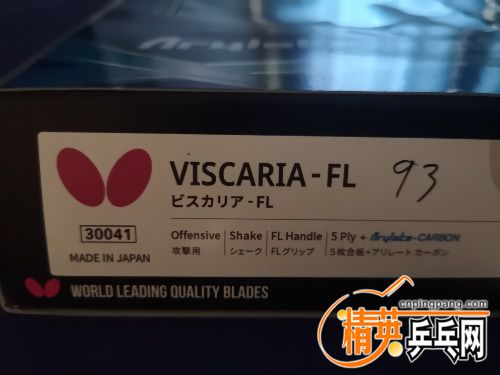 Arylate
VISCARIA - FL 93
ビスカリア - FL
30041
MADE IN JAPAN
Offensive Shake FL Handle 5 Ply + Arylate-CARBON
攻撃用 シェーク FLグリップ 5枚合板+アリレート カーボン
WORLD LEADING QUALITY BLADES
cnpingpang.com
精英乒乓网